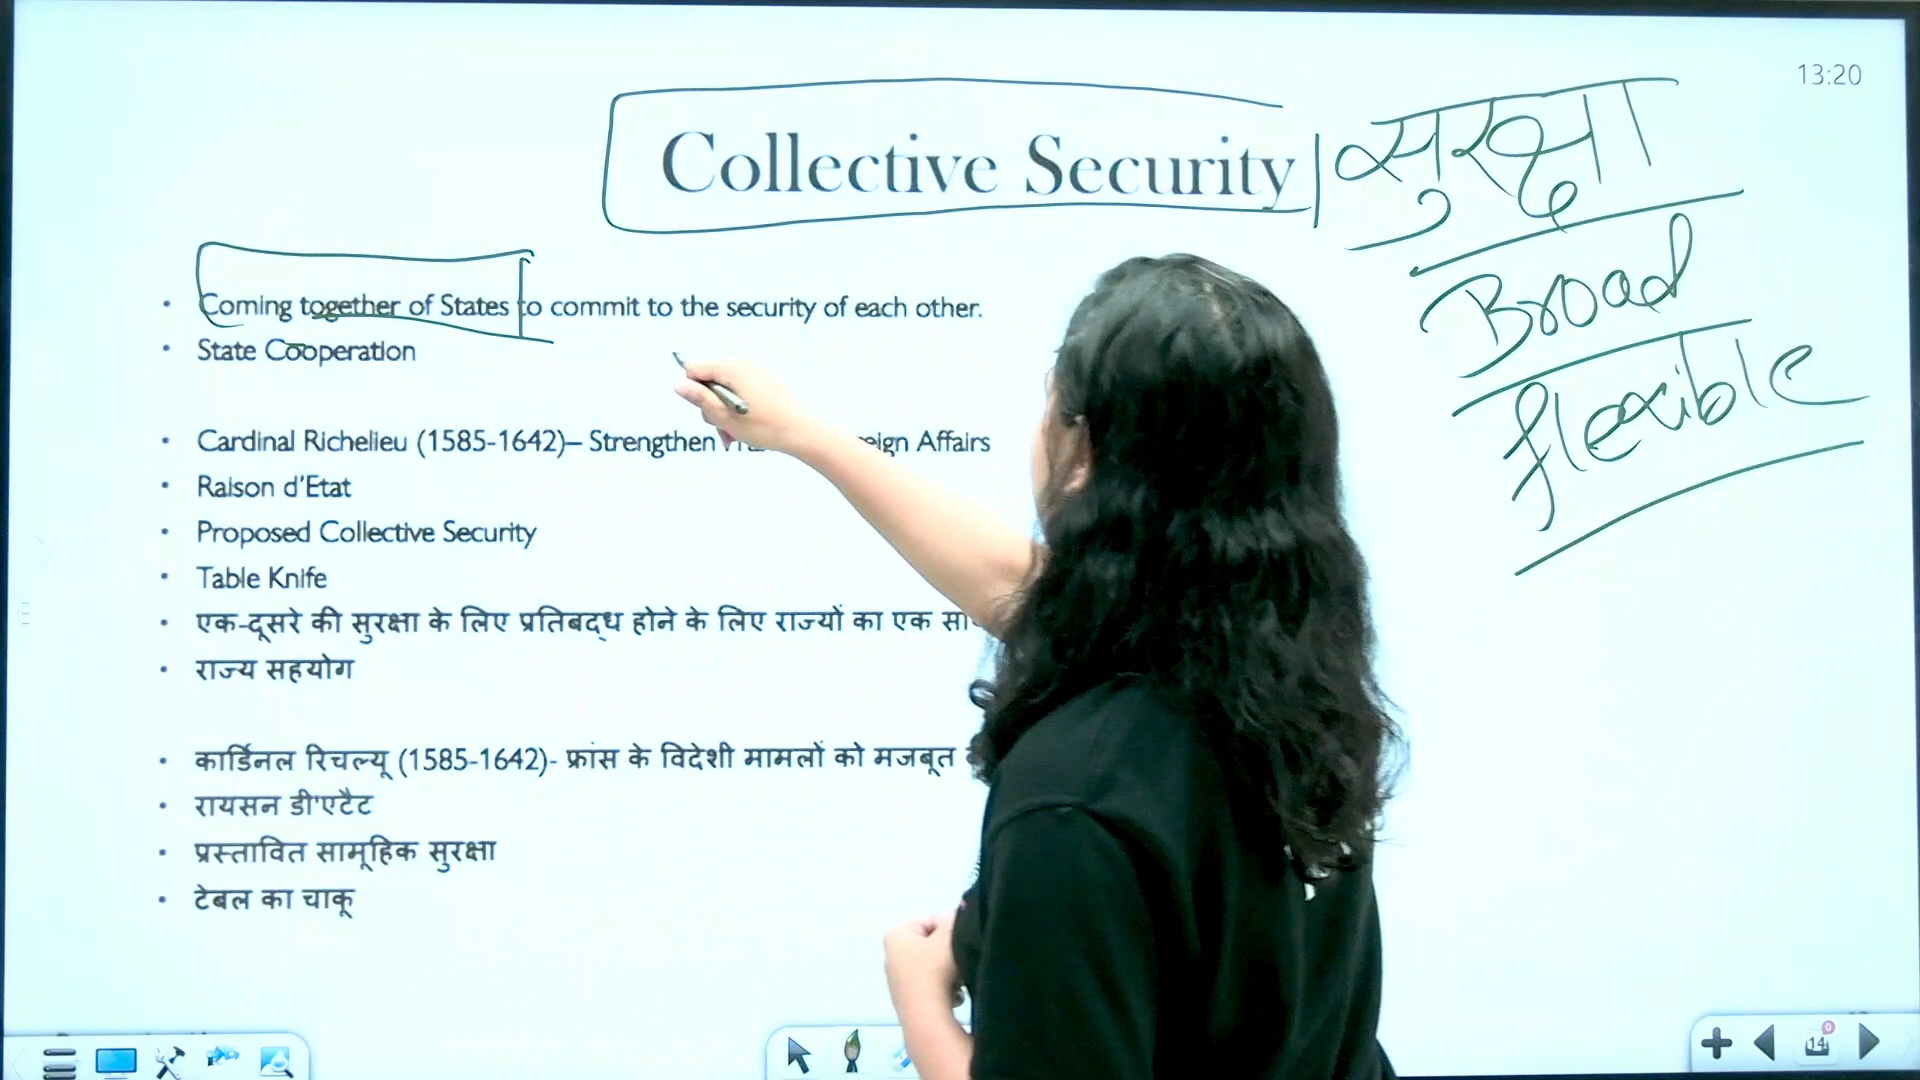 13:20
Collective Security
सुरक्षा
Broad
flexible
• Coming together of States to commit to the security of each other.
• State Cooperation
• Cardinal Richelieu (1585-1642)– Strengthen eign Affairs
• Raison d'Etat
• Proposed Collective Security
• Table Knife
• एक-दूसरे की सुरक्षा के लिए प्रतिबद्ध होने के लिए राज्यों का एक
• राज्य सहयोग
• कार्डिनल रिचल्यू (1585-1642)- फ्रांस के विदेशी मामलों को मजबूत
• रायसन डी'एटैट
• प्रस्तावित सामूहिक सुरक्षा
• टेबल का चाकू
14
0